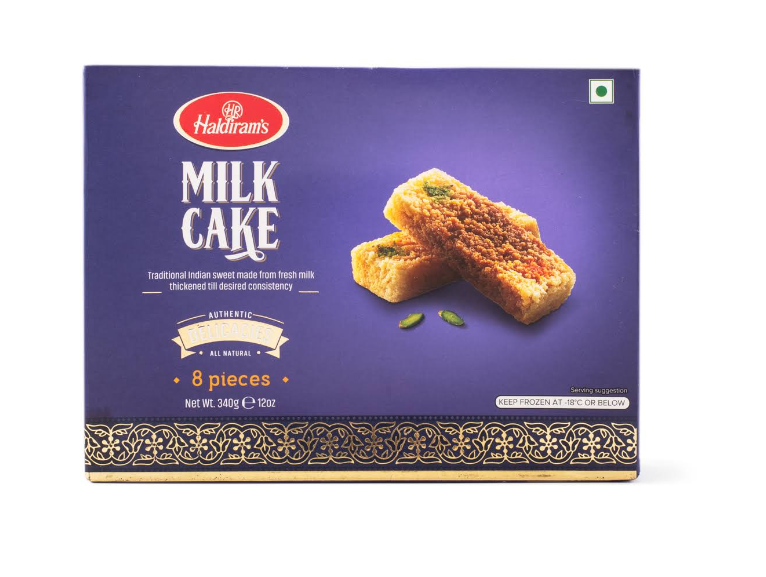 HR
Haldiram's
MILK
CAKE
Traditional Indian sweet made from fresh milk
thickened till desired consistency
AUTHENTIC
ALL NATURAL
8 pieces
Net Wt. 340g ℮ 12oz
Serving suggestion
KEEP FROZEN AT -18°C OR BELOW